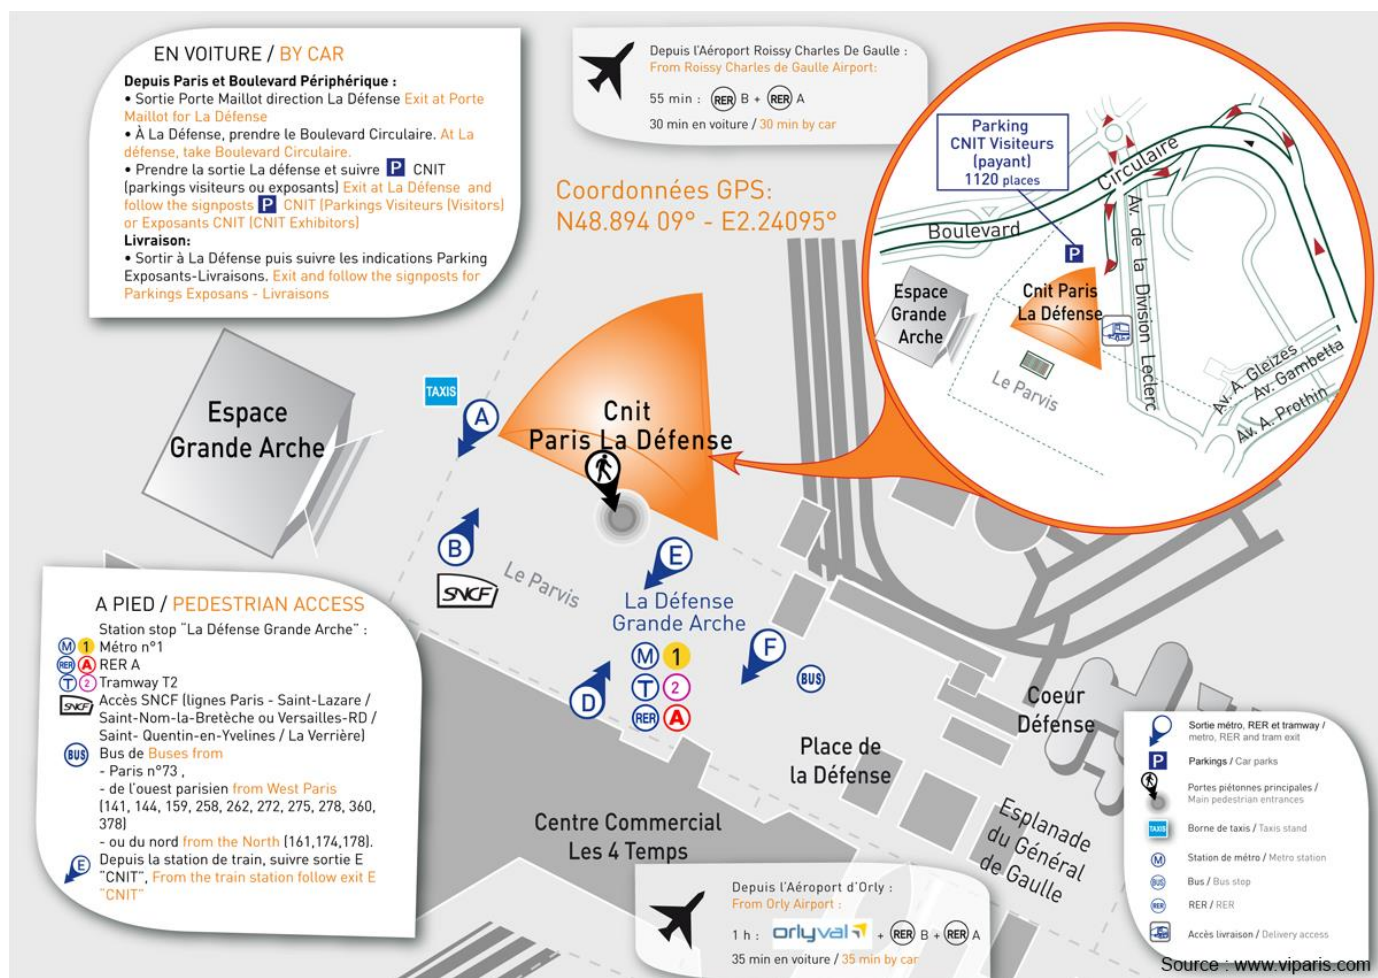 EN VOITURE / BY CAR
Depuis Paris et Boulevard Périphérique :
• Sortie Porte Maillot direction La Défense Exit at Porte
Maillot for La Défense
• À La Défense, prendre le Boulevard Circulaire. At La
défense, take Boulevard Circulaire.
• Prendre la sortie La défense et suivre P CNIT
(parkings visiteurs ou exposants) Exit at La Défense and
follow the signposts P CNIT (Parkings Visiteurs (Visitors)
or Exposants CNIT (CNIT Exhibitors)
Livraison:
• Sortir à La Défense puis suivre les indications Parking
Exposants-Livraisons. Exit and follow the signposts for
Parkings Exposans - Livraisons
Depuis l'Aéroport Roissy Charles De Gaulle :
From Roissy Charles de Gaulle Airport:
55 min : RER B + RER A
30 min en voiture / 30 min by car
Coordonnées GPS:
N48.894 09° - E2.24095°
Parking
CNIT Visiteurs
(payant)
1120 places
Boulevard
Circulaire
P
Av. de la Division Leclerc
Espace
Grande
Arche
Cnit Paris
La Défense
Le Parvis
Av. A. Gleizes
Av. Gambetta
Av. A. Prothin
TAXIS
A
Espace
Grande Arche
Cnit
Paris La Défense
B
SNCF
Le Parvis
E
La Défense
Grande Arche
M 1
T 2
RER A
D
F
BUS
Coeur
Défense
Place de
la Défense
Esplanade
du Général
de Gaulle
Centre Commercial
Les 4 Temps
A PIED / PEDESTRIAN ACCESS
Station stop "La Défense Grande Arche" :
M 1 Métro n°1
RER A RER A
T 2 Tramway T2
SNCF Accès SNCF (lignes Paris - Saint-Lazare /
Saint-Nom-la-Bretèche ou Versailles-RD /
Saint- Quentin-en-Yvelines / La Verrière)
BUS Bus de Buses from
- Paris n°73 ,
- de l'ouest parisien from West Paris
(141, 144, 159, 258, 262, 272, 275, 278, 360,
378)
- ou du nord from the North (161,174,178).
E Depuis la station de train, suivre sortie E
"CNIT", From the train station follow exit E
"CNIT"
Depuis l'Aéroport d'Orly :
From Orly Airport :
1 h : orlyval + RER B + RER A
35 min en voiture / 35 min by car
Sortie métro, RER et tramway /
metro, RER and tram exit
P Parkings / Car parks
Portes piétonnes principales /
Main pedestrian entrances
TAXIS Borne de taxis / Taxis stand
M Station de métro / Metro station
BUS Bus / Bus stop
RER RER / RER
Accès livraison / Delivery access
Source : www.viparis.com